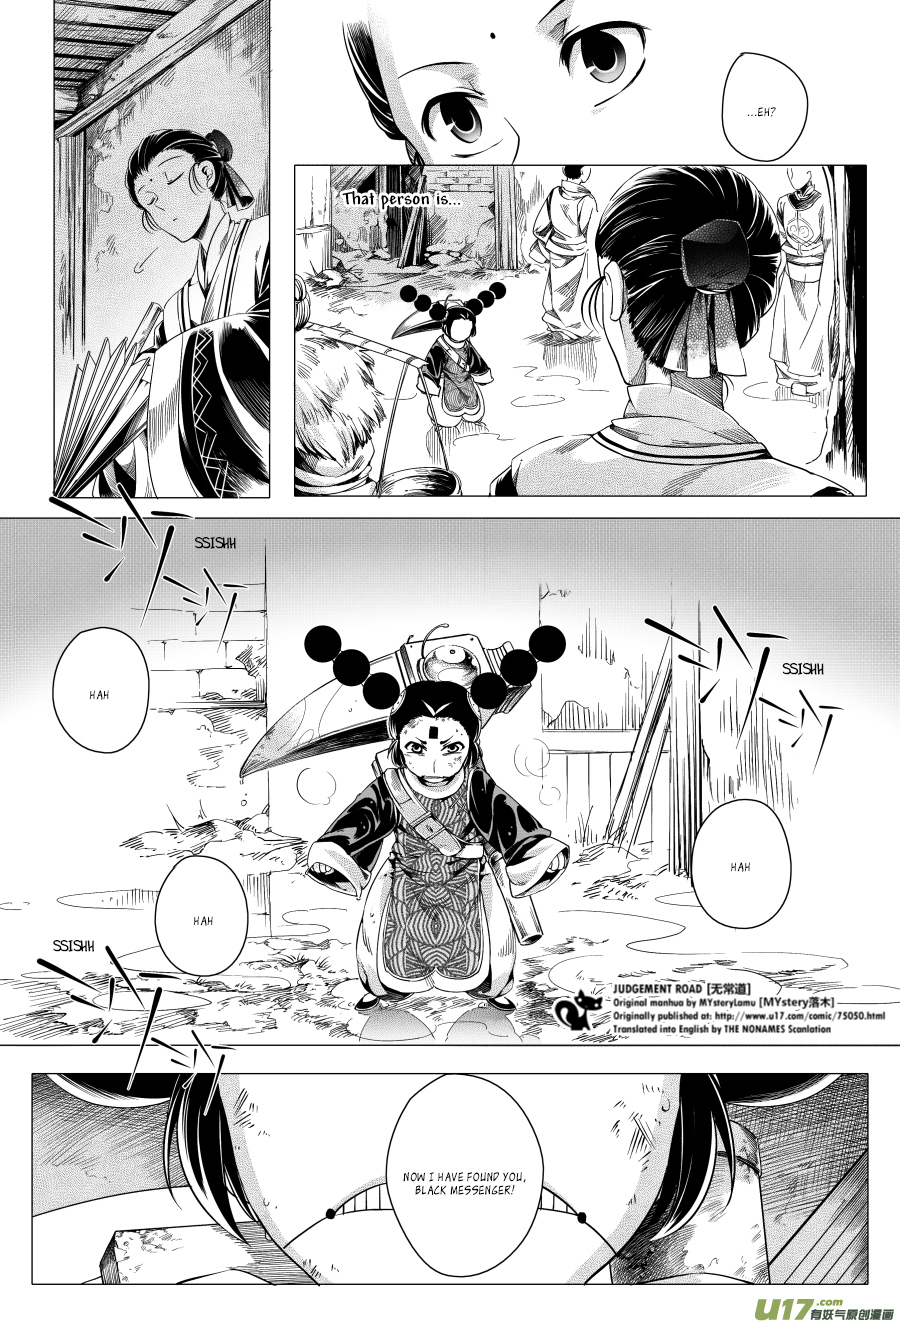 ...EH?
That person is...
SSISHH
HAH
SSISHH
HAH
HAH
SSISHH
JUDGEMENT ROAD [无常道]
Original manhua by MYsteryLamu [MYstery落木]
Originally published at: http://www.u17.com/comic/75050.html
Translated into English by THE NONAMES Scanlation
NOW I HAVE FOUND YOU,
BLACK MESSENGER!
U17.com
有妖气原创漫画